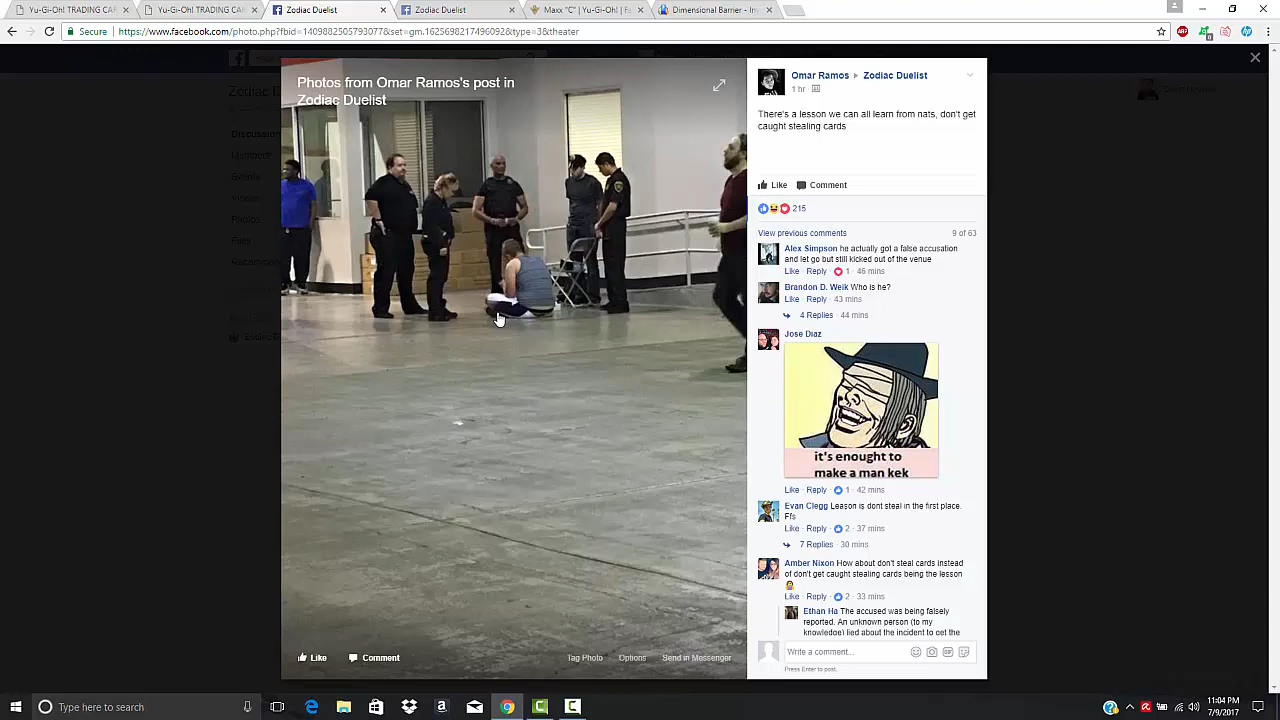 Yu-Gi-Oh! TRADING CAR
Yu-Gi-Oh! TRADING CAR
Zodiac Duelist
Zodiac Duelist
Maxx "C" | Yu-Gi-Oh! | Fa
Dimensional Barrier - Inv
Secure
https://www.facebook.com/photo.php?fbid=1409882505793077&set=gm.1625698217496092&type=3&theater
Photos from Omar Ramos's post in
Zodiac Duelist
Omar Ramos Zodiac Duelist
1 hr
There's a lesson we can all learn from nats, don't get
caught stealing cards
Like Comment
215
View previous comments 9 of 63
Alex Simpson he actually got a false accusation
and let go but still kicked out of the venue
Like · Reply · 1 · 46 mins
Brandon D. Weik Who is he?
Like · Reply · 43 mins
4 Replies · 44 mins
Jose Diaz
it's enought to
make a man kek
Like · Reply · 1 · 42 mins
Evan Clegg Leason is dont steal in the first place.
Ffs
Like · Reply · 2 · 37 mins
7 Replies · 30 mins
Amber Nixon How about don't steal cards instead
of don't get caught stealing cards being the lesson
Like · Reply · 2 · 33 mins
Ethan Ha The accused was being falsely
reported. An unknown person (to my
knowledge) lied about the incident to get the
Write a comment...
Press Enter to post.
Like Comment
Tag Photo Options Send in Messenger
Discussion
Members
Events
Videos
Photos
Files
Type here to search
11:04 PM
7/9/2017